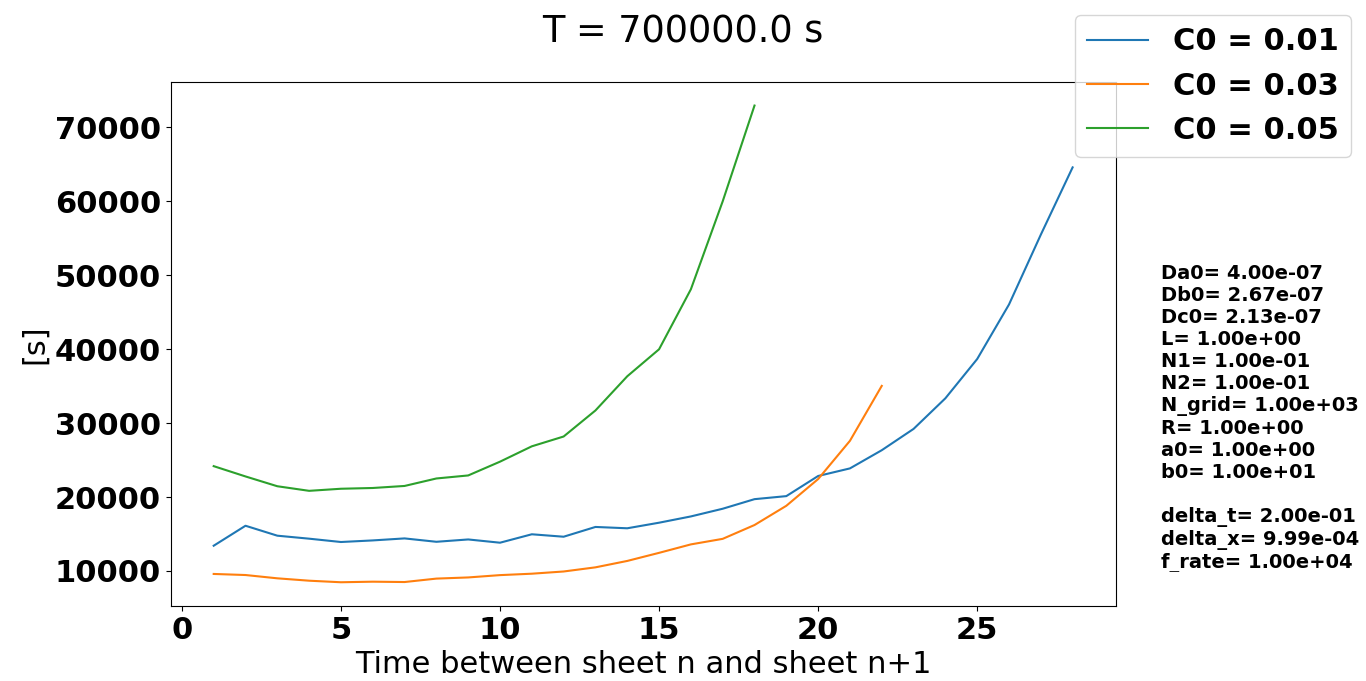 T = 700000.0 s
C0 = 0.01
C0 = 0.03
C0 = 0.05
70000
60000
50000
40000
30000
20000
10000
[s]
0 5 10 15 20 25
Time between sheet n and sheet n+1
Da0= 4.00e-07
Db0= 2.67e-07
Dc0= 2.13e-07
L= 1.00e+00
N1= 1.00e-01
N2= 1.00e-01
N_grid= 1.00e+03
R= 1.00e+00
a0= 1.00e+00
b0= 1.00e+01
delta_t= 2.00e-01
delta_x= 9.99e-04
f_rate= 1.00e+04